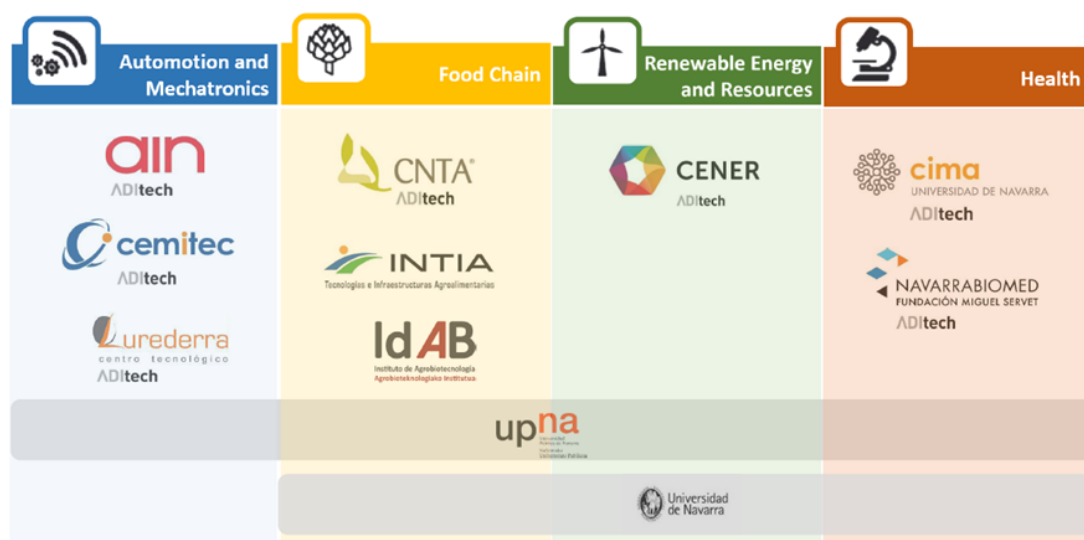 Automotion and
Mechatronics
Food Chain
Renewable Energy
and Resources
Health
ain
ADItech
cemitec
ADItech
Lurederra
centro tecnológico
ADItech
CNTA®
ADItech
INTIA
Tecnologías e Infraestructuras Agroalimentarias
IdAB
Instituto de Agrobiotecnología
Agrobioteknologiako Institutua
CENER
ADItech
cima
UNIVERSIDAD DE NAVARRA
ADItech
NAVARRABIOMED
FUNDACIÓN MIGUEL SERVET
ADItech
upna
Universidad
de Navarra